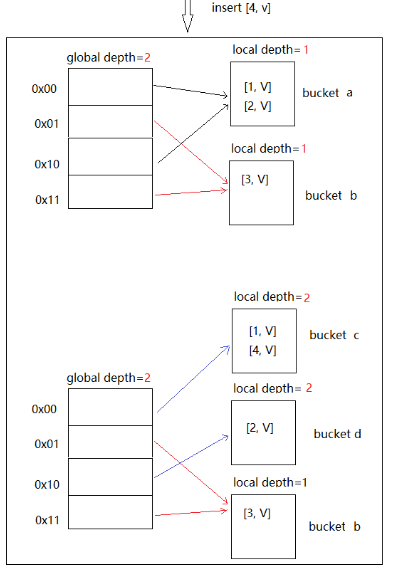 insert [4, v]
global depth=2
local depth=1
0x00
[1, V]
[2, V]
bucket a
0x01
local depth=1
0x10
[3, V]
bucket b
0x11
local depth=2
[1, V]
[4, V]
bucket c
global depth=2
local depth= 2
0x00
[2, V]
bucket d
0x01
0x10
local depth=1
[3, V]
0x11
bucket b